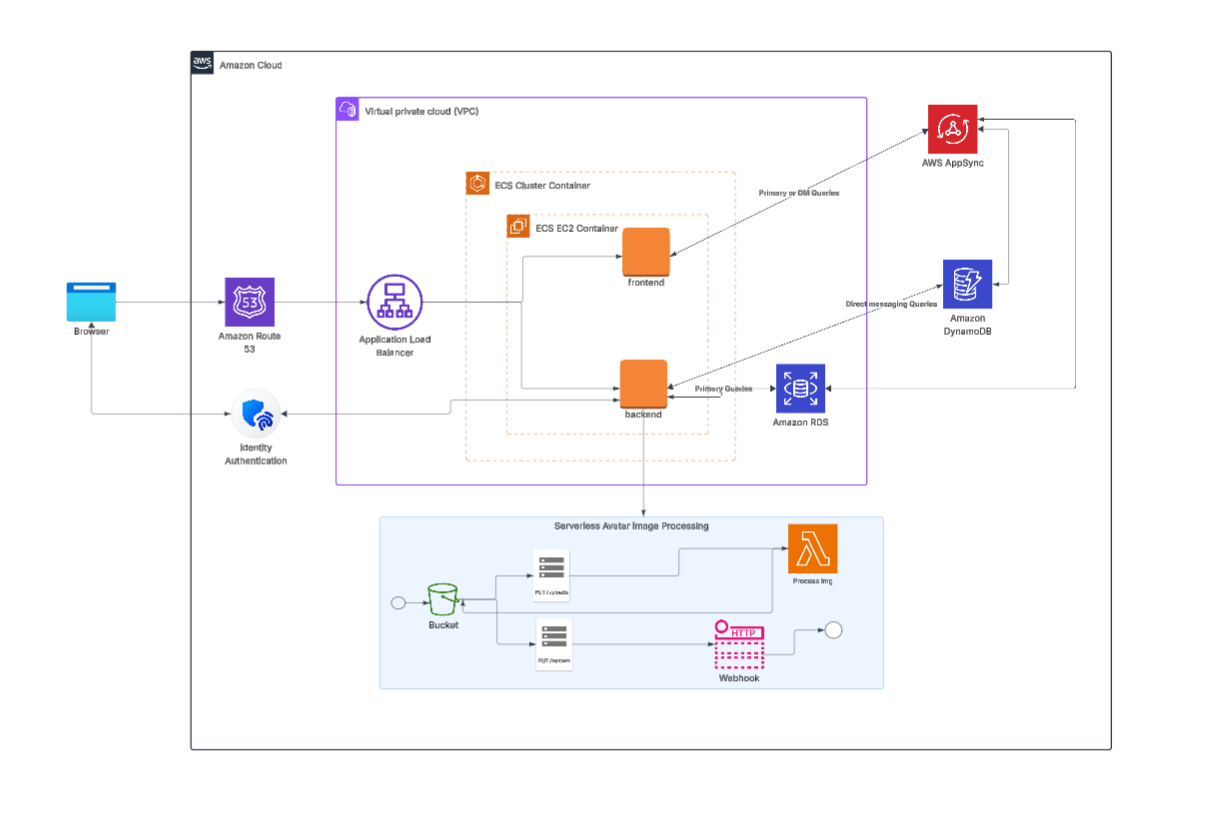 aws
Amazon Cloud
Virtual private cloud (VPC)
AWS AppSync
ECS Cluster Container
Primary or DM Queries
ECS EC2 Container
frontend
53
Browser
Amazon Route
53
Application Load
Balancer
Direct messaging Queries
Amazon
DynamoDB
Primary Queries
backend
Amazon RDS
Identity
Authentication
Serverless Avatar Image Processing
Process Img
PUT /uploads
Bucket
HTTP
PUT
Webhook